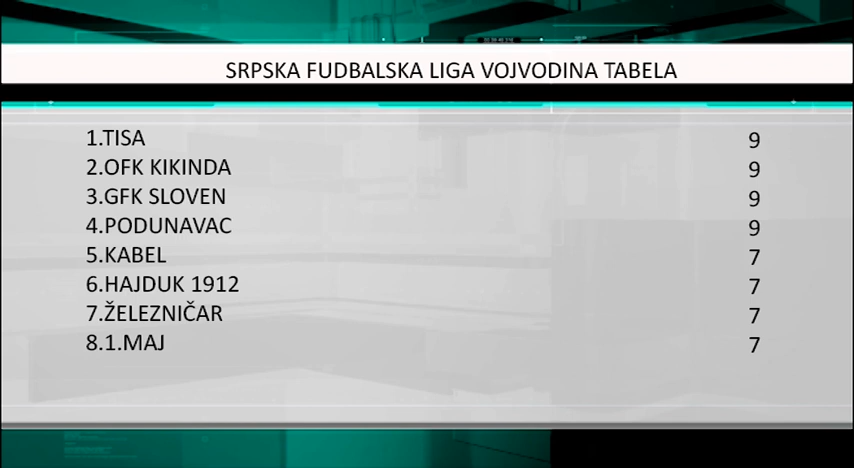 SRPSKA FUDBALSKA LIGA VOJVODINA TABELA
1.TISA 9
2.OFK KIKINDA 9
3.GFK SLOVEN 9
4.PODUNAVAC 9
5.KABEL 7
6.HAJDUK 1912 7
7.ŽELEZNIČAR 7
8.1.MAJ 7